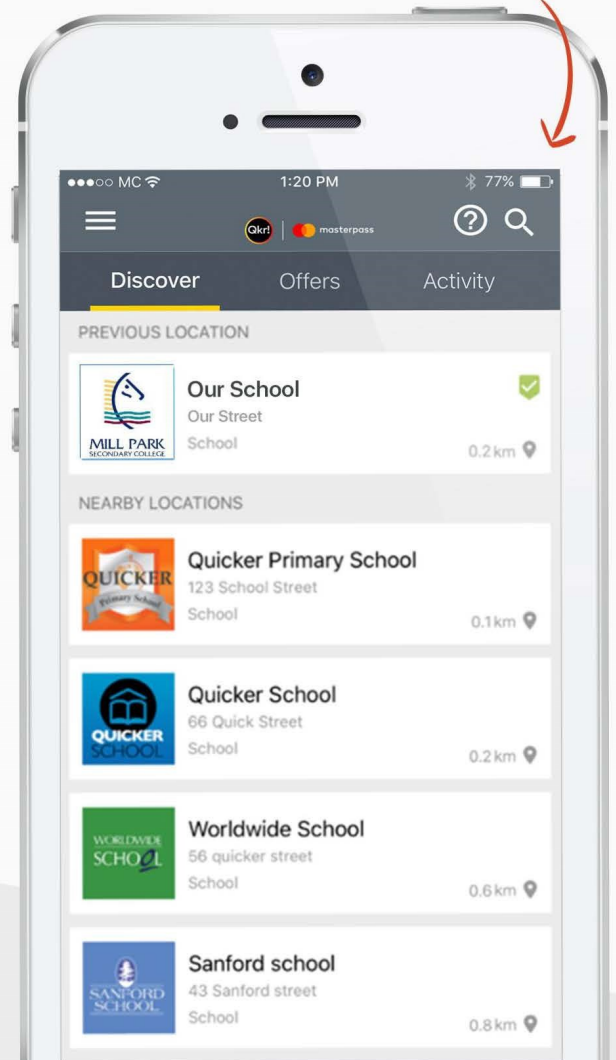 ●●●○○ MC 1:20 PM 77%
Qkr! | masterpass
Discover Offers Activity
PREVIOUS LOCATION
MILL PARK
SECONDARY COLLEGE
Our School
Our Street
School
0.2 km
NEARBY LOCATIONS
QUICKER
Primary School
Quicker Primary School
123 School Street
School
0.1 km
QUICKER
SCHOOL
Quicker School
66 Quick Street
School
0.2 km
WORLDWIDE
SCHOOL
Worldwide School
56 quicker street
School
0.6 km
SANFORD
SCHOOL
Sanford school
43 Sanford street
School
0.8 km